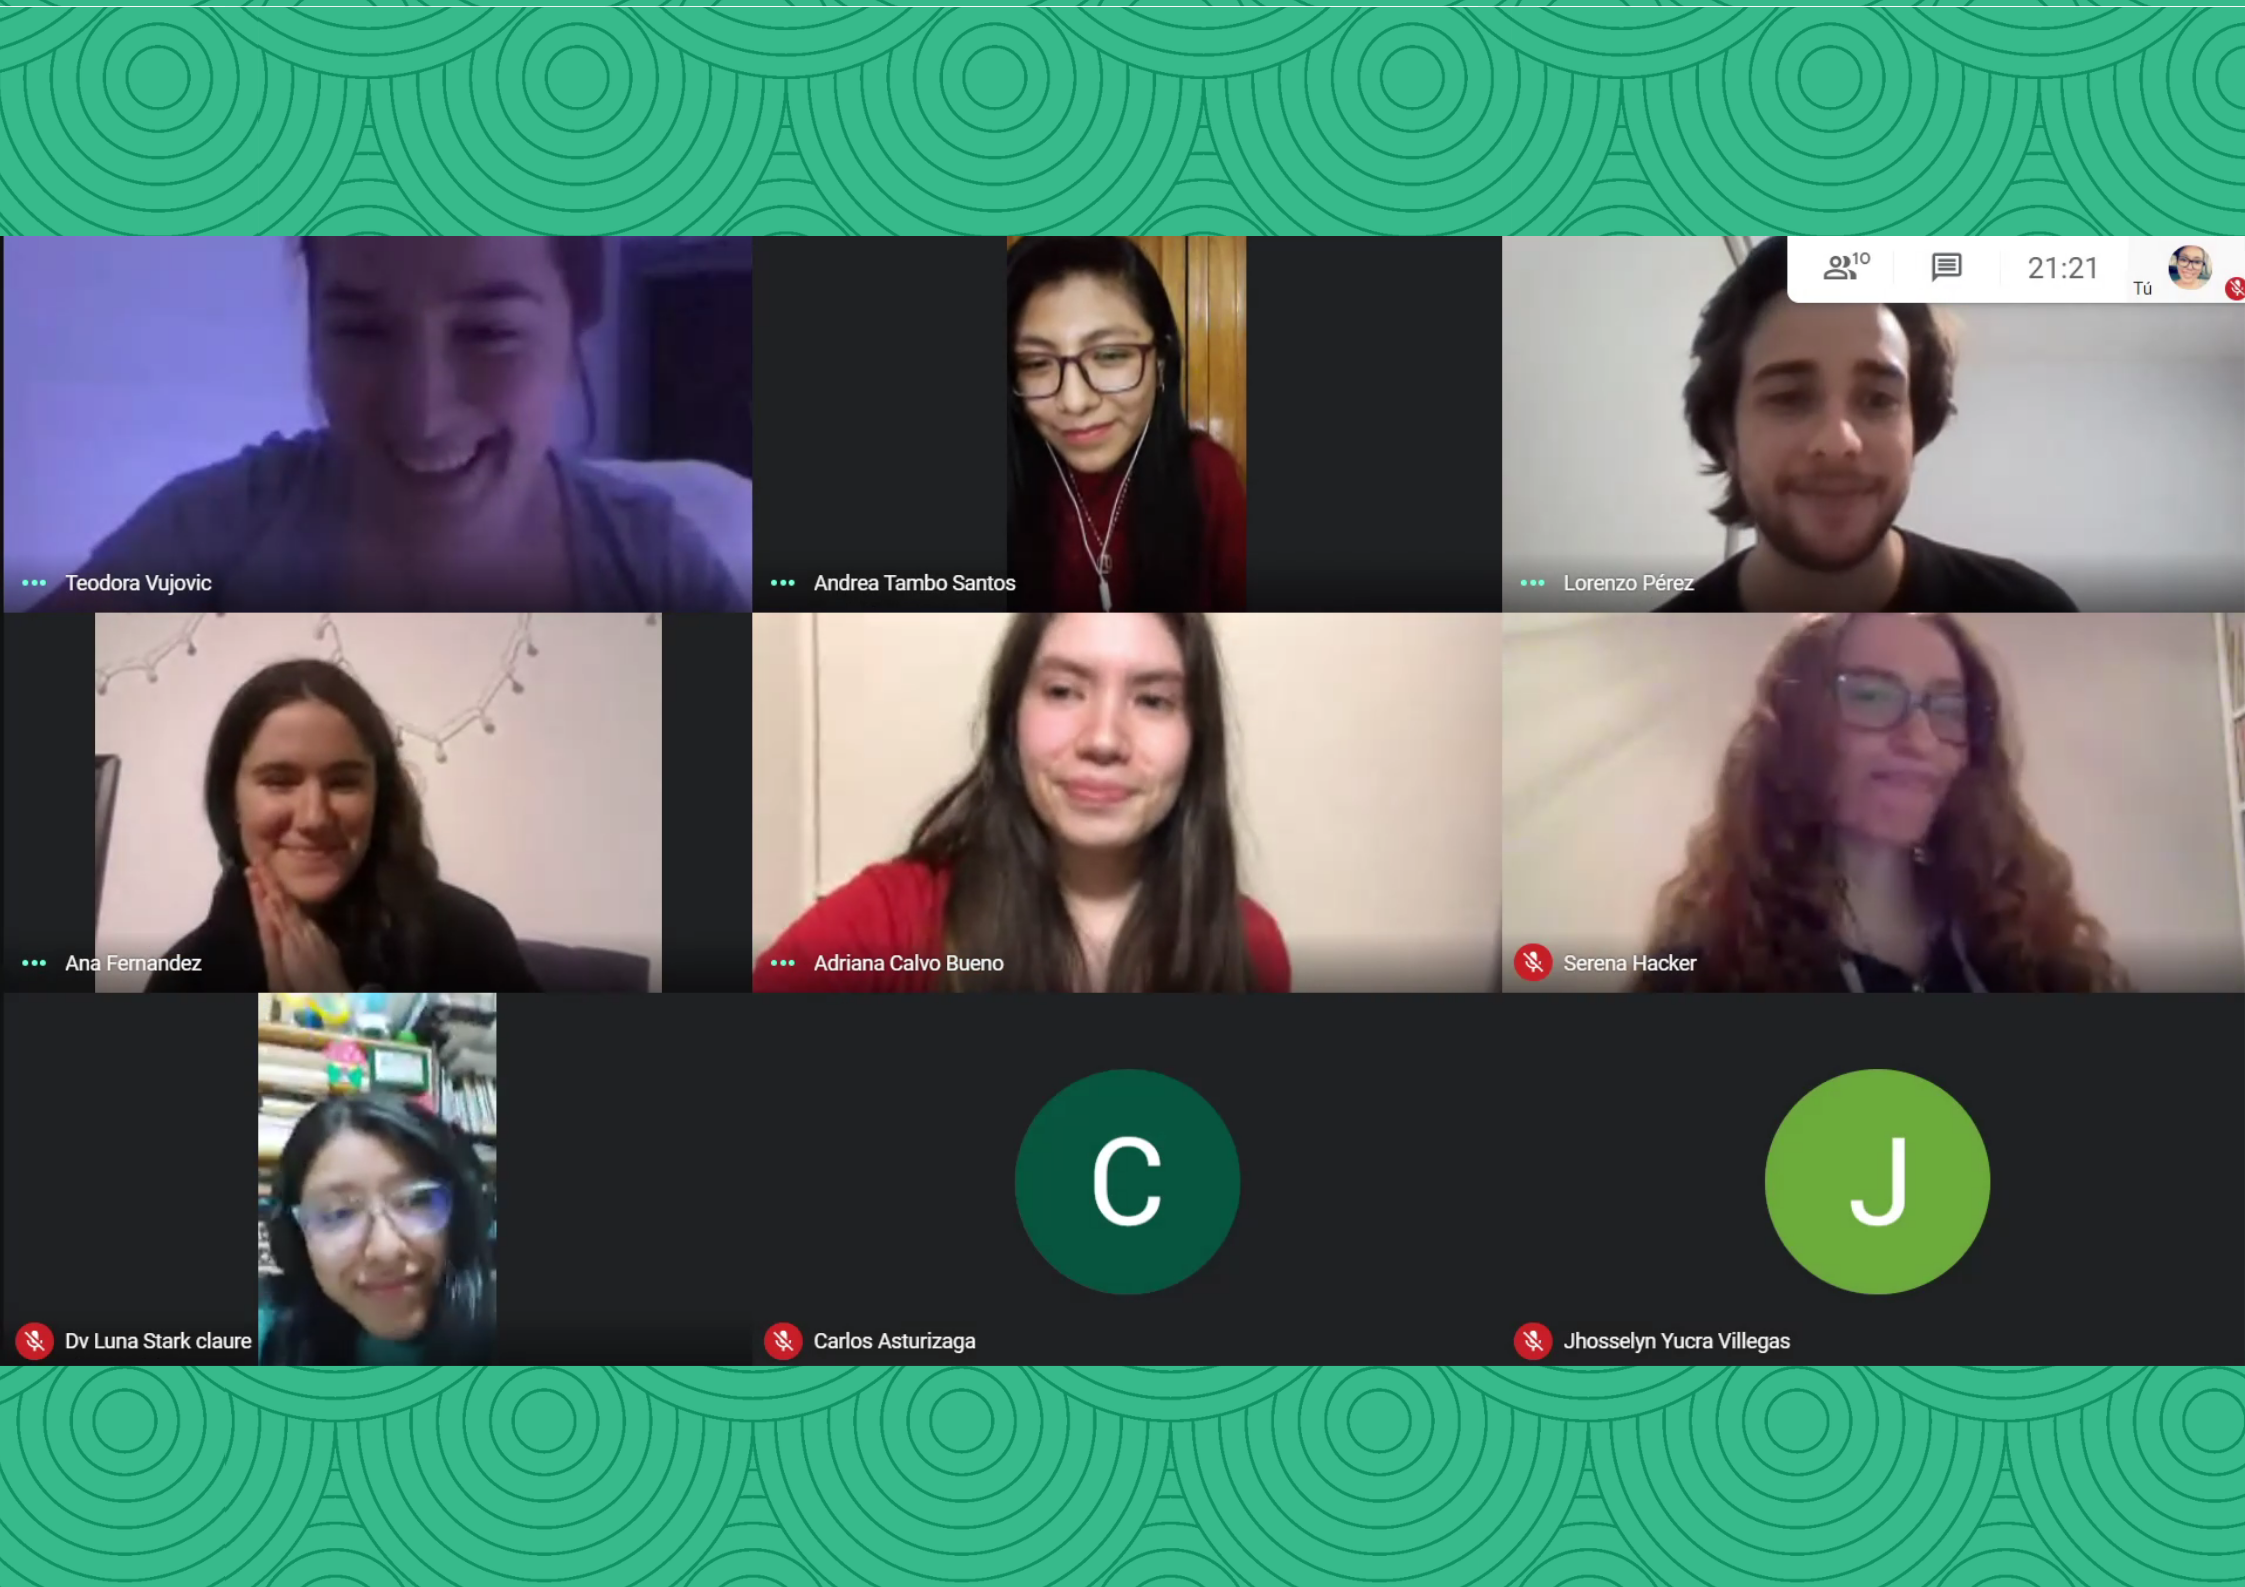 10
21:21
Tú
Teodora Vujovic
Andrea Tambo Santos
Lorenzo Pérez
Ana Fernandez
Adriana Calvo Bueno
Serena Hacker
C
J
Dv Luna Stark claure
Carlos Asturizaga
Jhosselyn Yucra Villegas